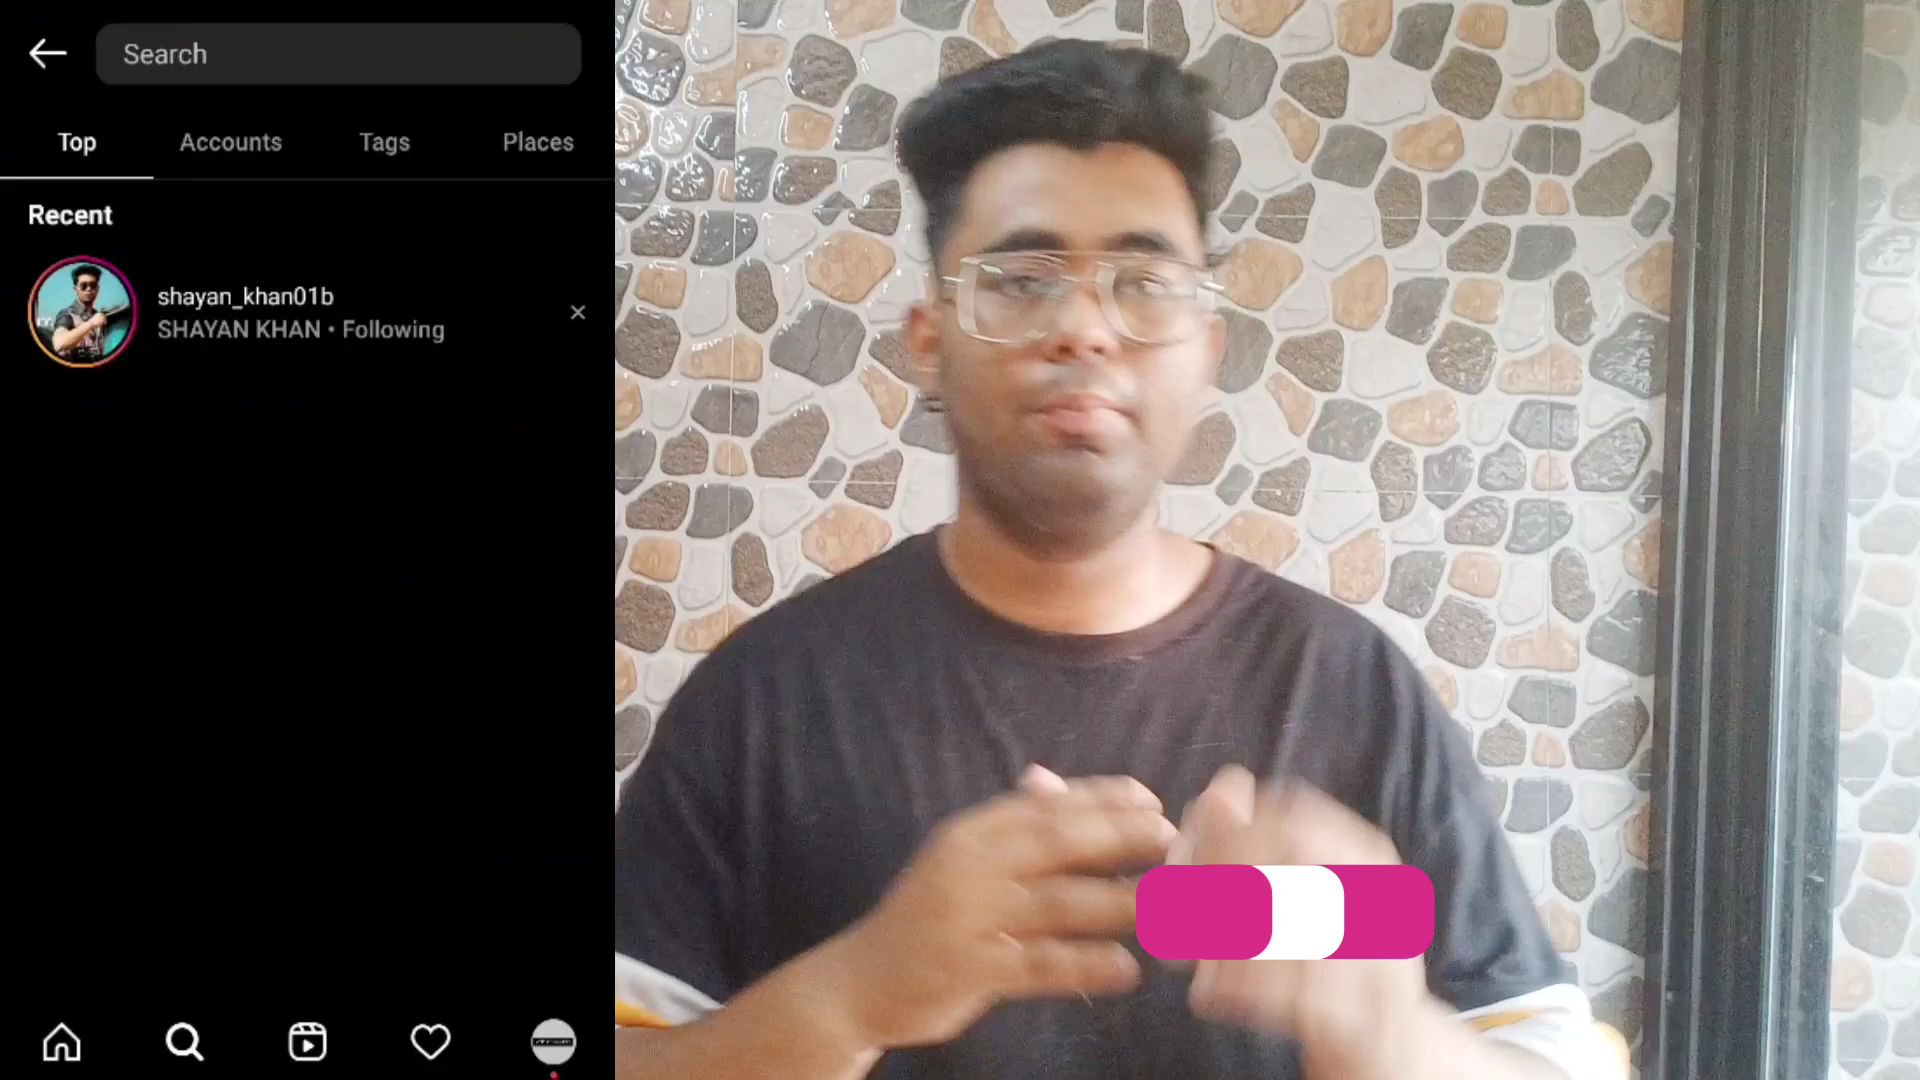 Search
Top Accounts Tags Places
Recent
shayan_khan01b
SHAYAN KHAN • Following